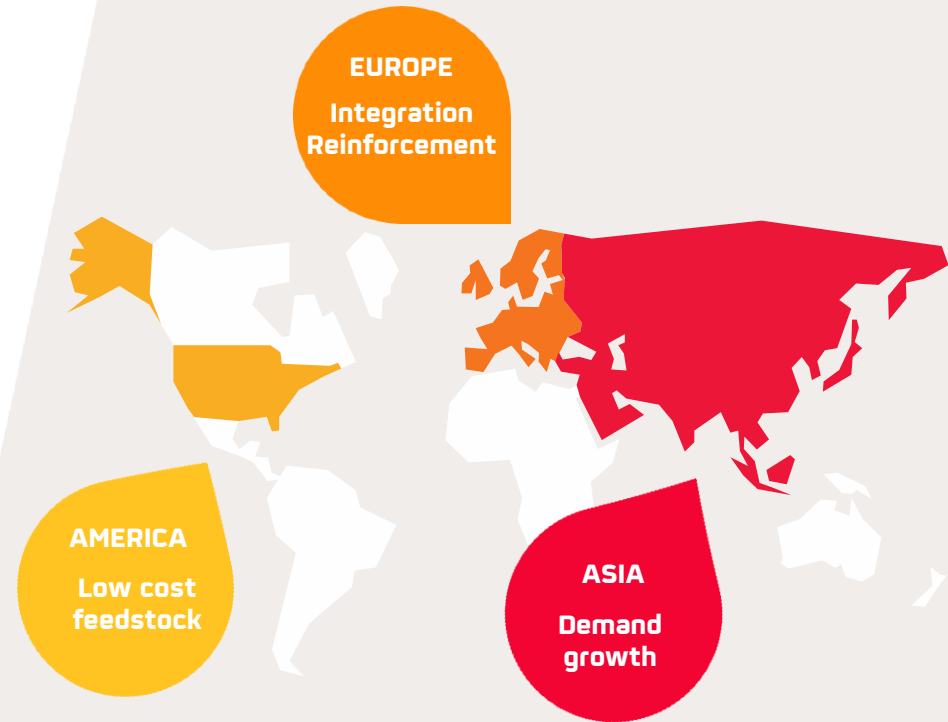 EUROPE
Integration
Reinforcement
AMERICA
Low cost
feedstock
ASIA
Demand
growth